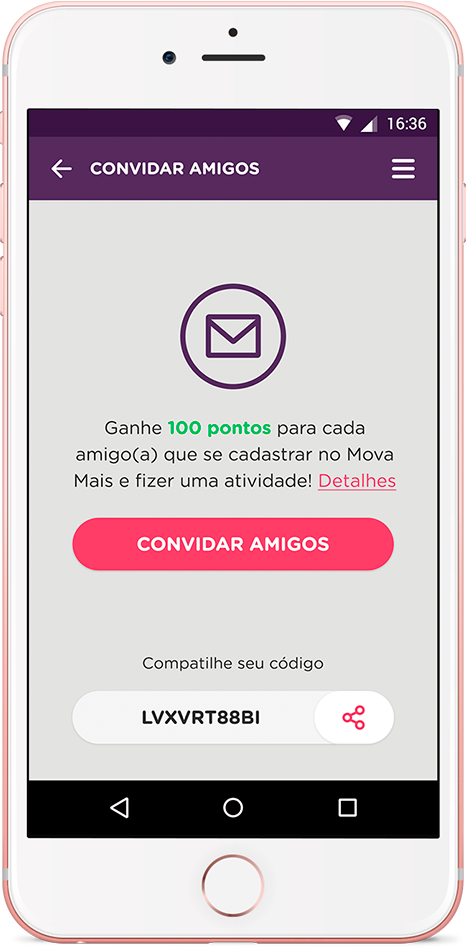 16:36
CONVIDAR AMIGOS
Ganhe 100 pontos para cada
amigo(a) que se cadastrar no Mova
Mais e fizer uma atividade! Detalhes
CONVIDAR AMIGOS
Compatilhe seu código
LVXVRT88BI